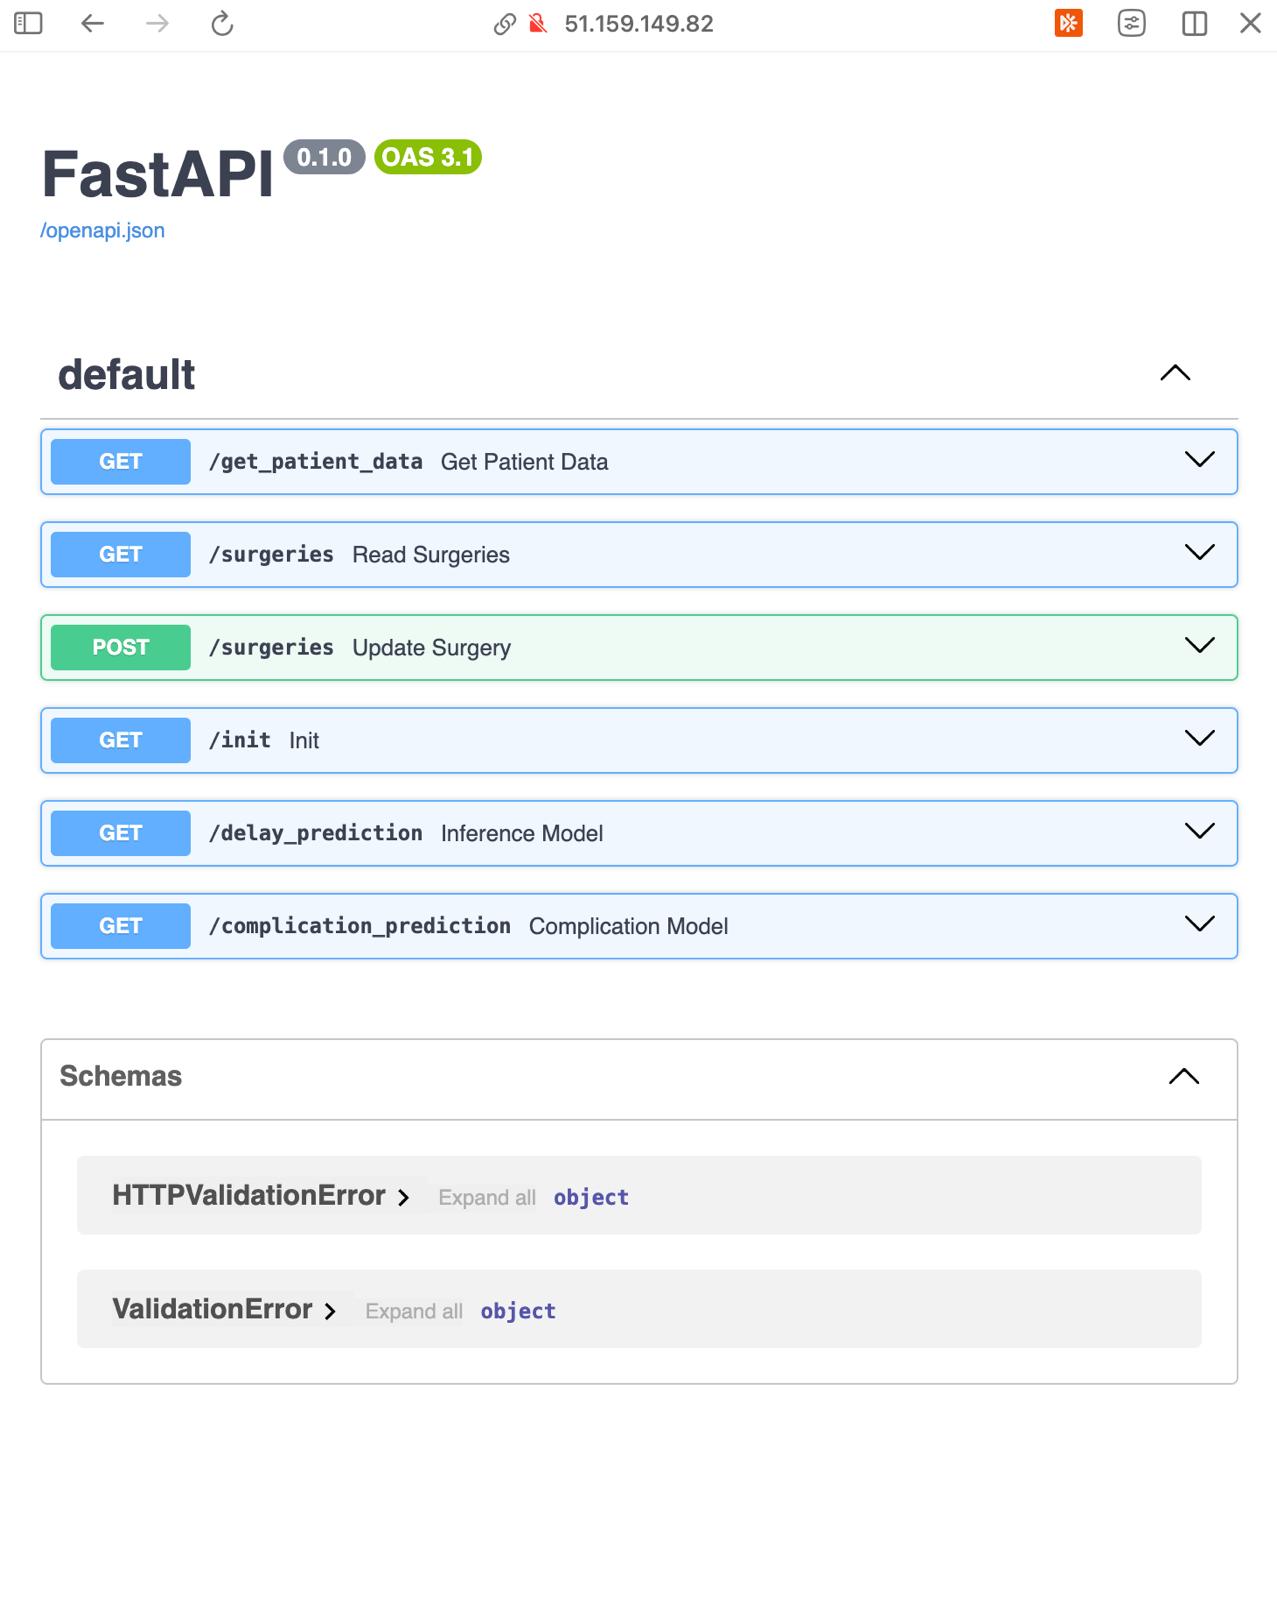 51.159.149.82
FastAPI 0.1.0 OAS 3.1
/openapi.json
default
GET /get_patient_data Get Patient Data
GET /surgeries Read Surgeries
POST /surgeries Update Surgery
GET /init Init
GET /delay_prediction Inference Model
GET /complication_prediction Complication Model
Schemas
HTTPValidationError Expand all object
ValidationError Expand all object